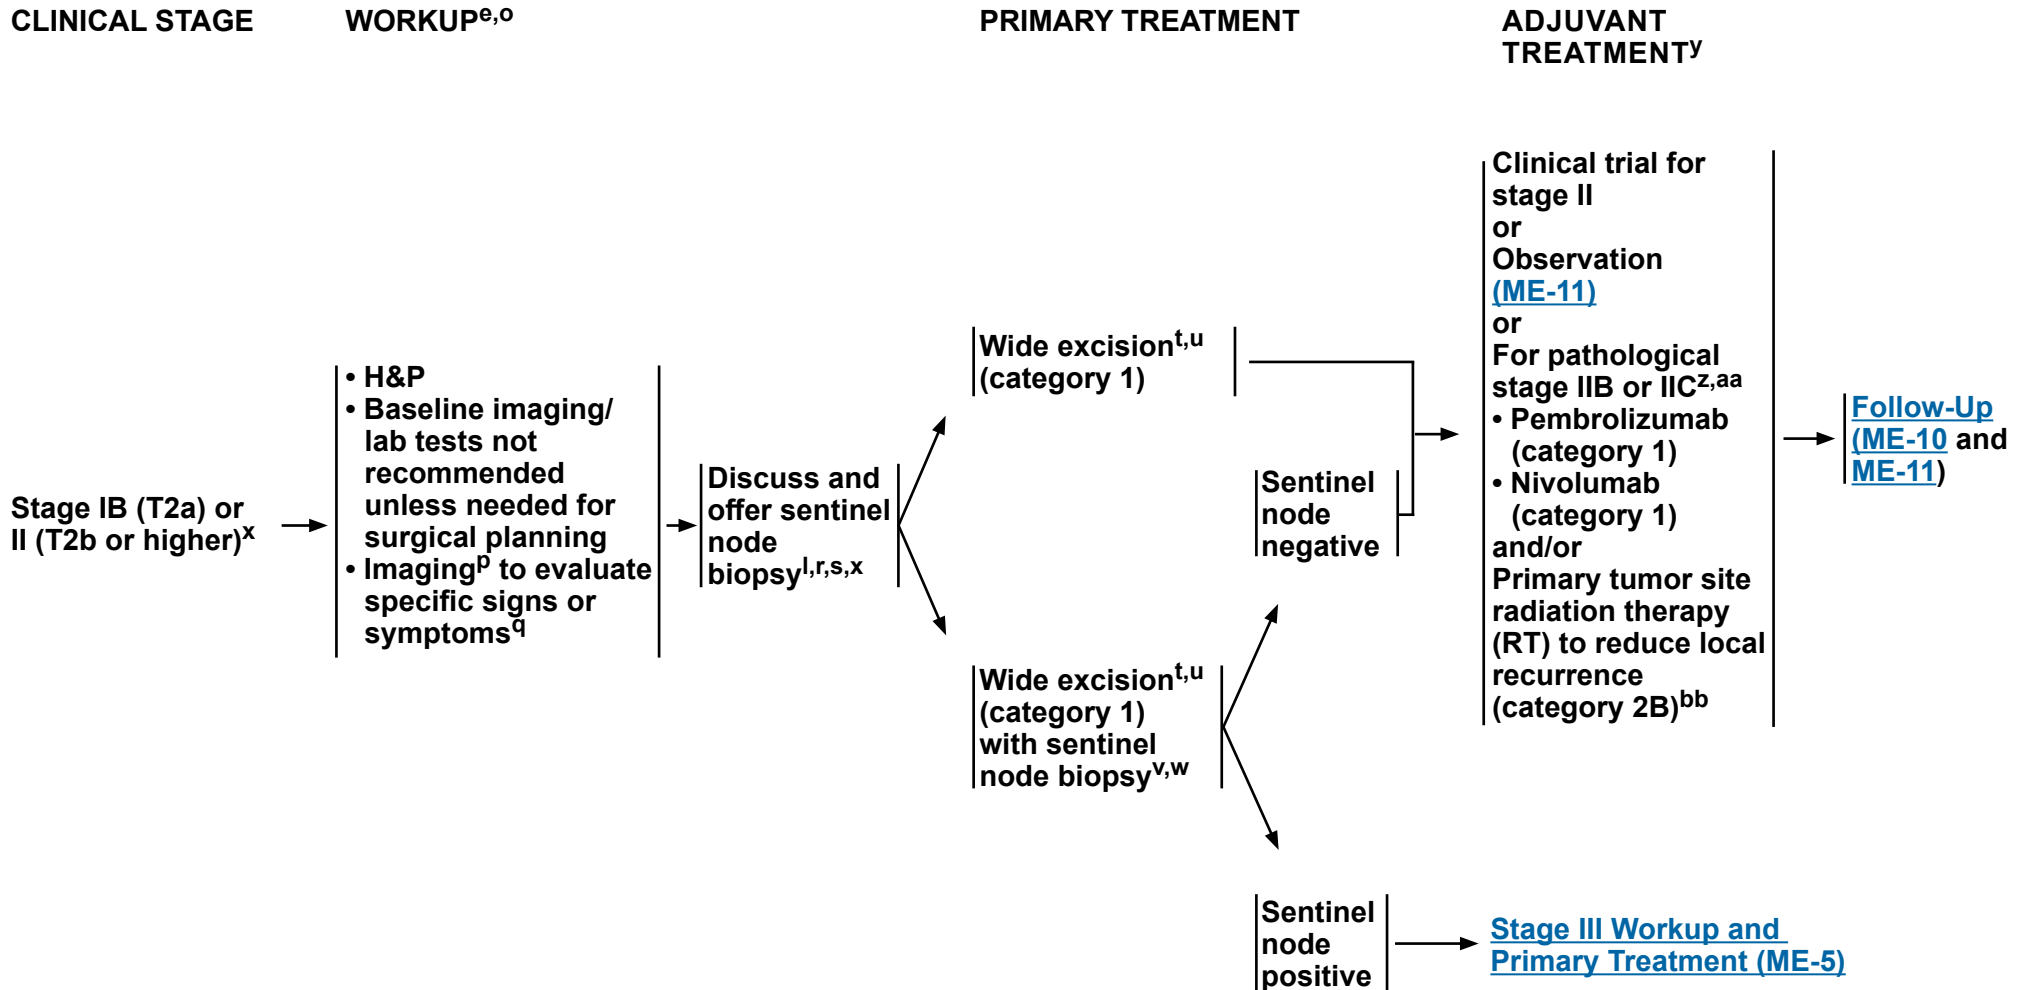 CLINICAL STAGE
WORKUPe,o
PRIMARY TREATMENT
ADJUVANT
TREATMENTy
Stage IB (T2a) or
II (T2b or higher)x
• H&P
• Baseline imaging/
lab tests not
recommended
unless needed for
surgical planning
• Imagingp to evaluate
specific signs or
symptomsq
Discuss and
offer sentinel
node
biopsyl,r,s,x
Wide excisiont,u
(category 1)
Wide excisiont,u
(category 1)
with sentinel
node biopsyv,w
Sentinel
node
negative
Sentinel
node
positive
Clinical trial for
stage II
or
Observation
(ME-11)
or
For pathological
stage IIB or IICz,aa
• Pembrolizumab
(category 1)
• Nivolumab
(category 1)
and/or
Primary tumor site
radiation therapy
(RT) to reduce local
recurrence
(category 2B)bb
Follow-Up
(ME-10 and
ME-11)
Stage III Workup and
Primary Treatment (ME-5)